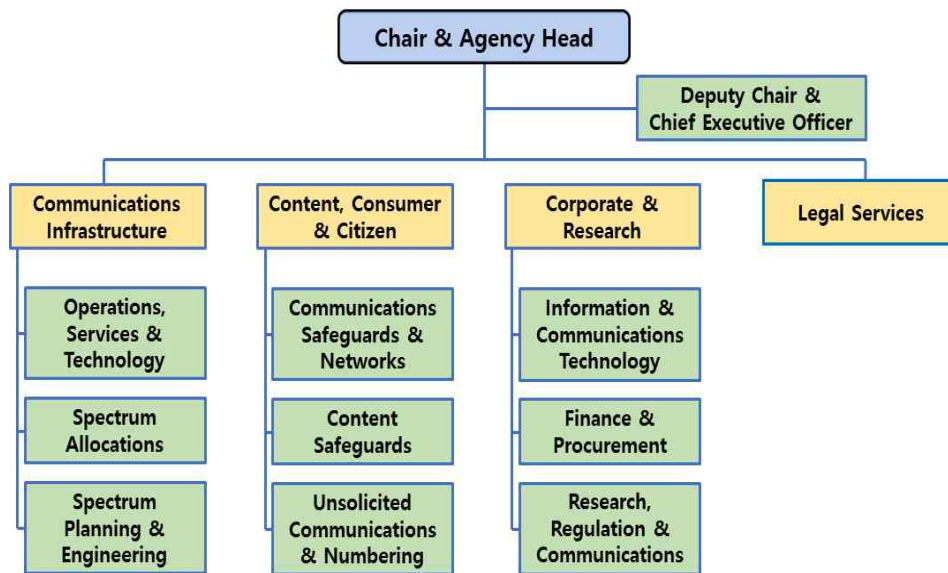 Chair & Agency Head
Deputy Chair &
Chief Executive Officer
Communications
Infrastructure
Content, Consumer
& Citizen
Corporate &
Research
Legal Services
Operations,
Services &
Technology
Communications
Safeguards &
Networks
Information &
Communications
Technology
Spectrum
Allocations
Content
Safeguards
Finance &
Procurement
Spectrum
Planning &
Engineering
Unsolicited
Communications
& Numbering
Research,
Regulation &
Communications